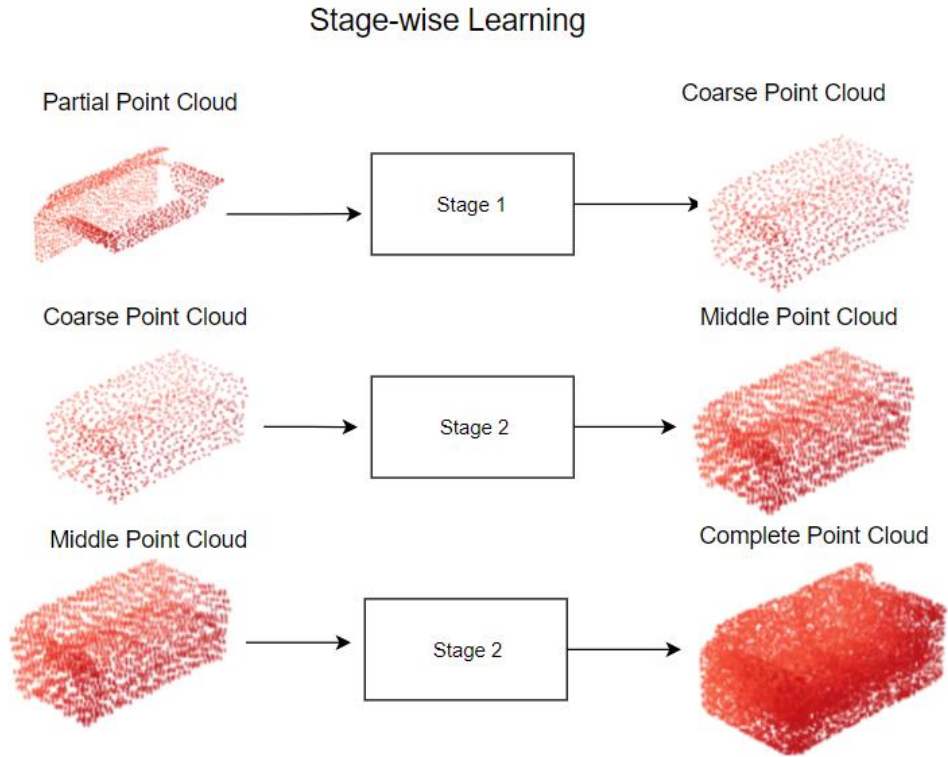 Stage-wise Learning
Partial Point Cloud
Coarse Point Cloud
Stage 1
Coarse Point Cloud
Middle Point Cloud
Stage 2
Middle Point Cloud
Complete Point Cloud
Stage 2